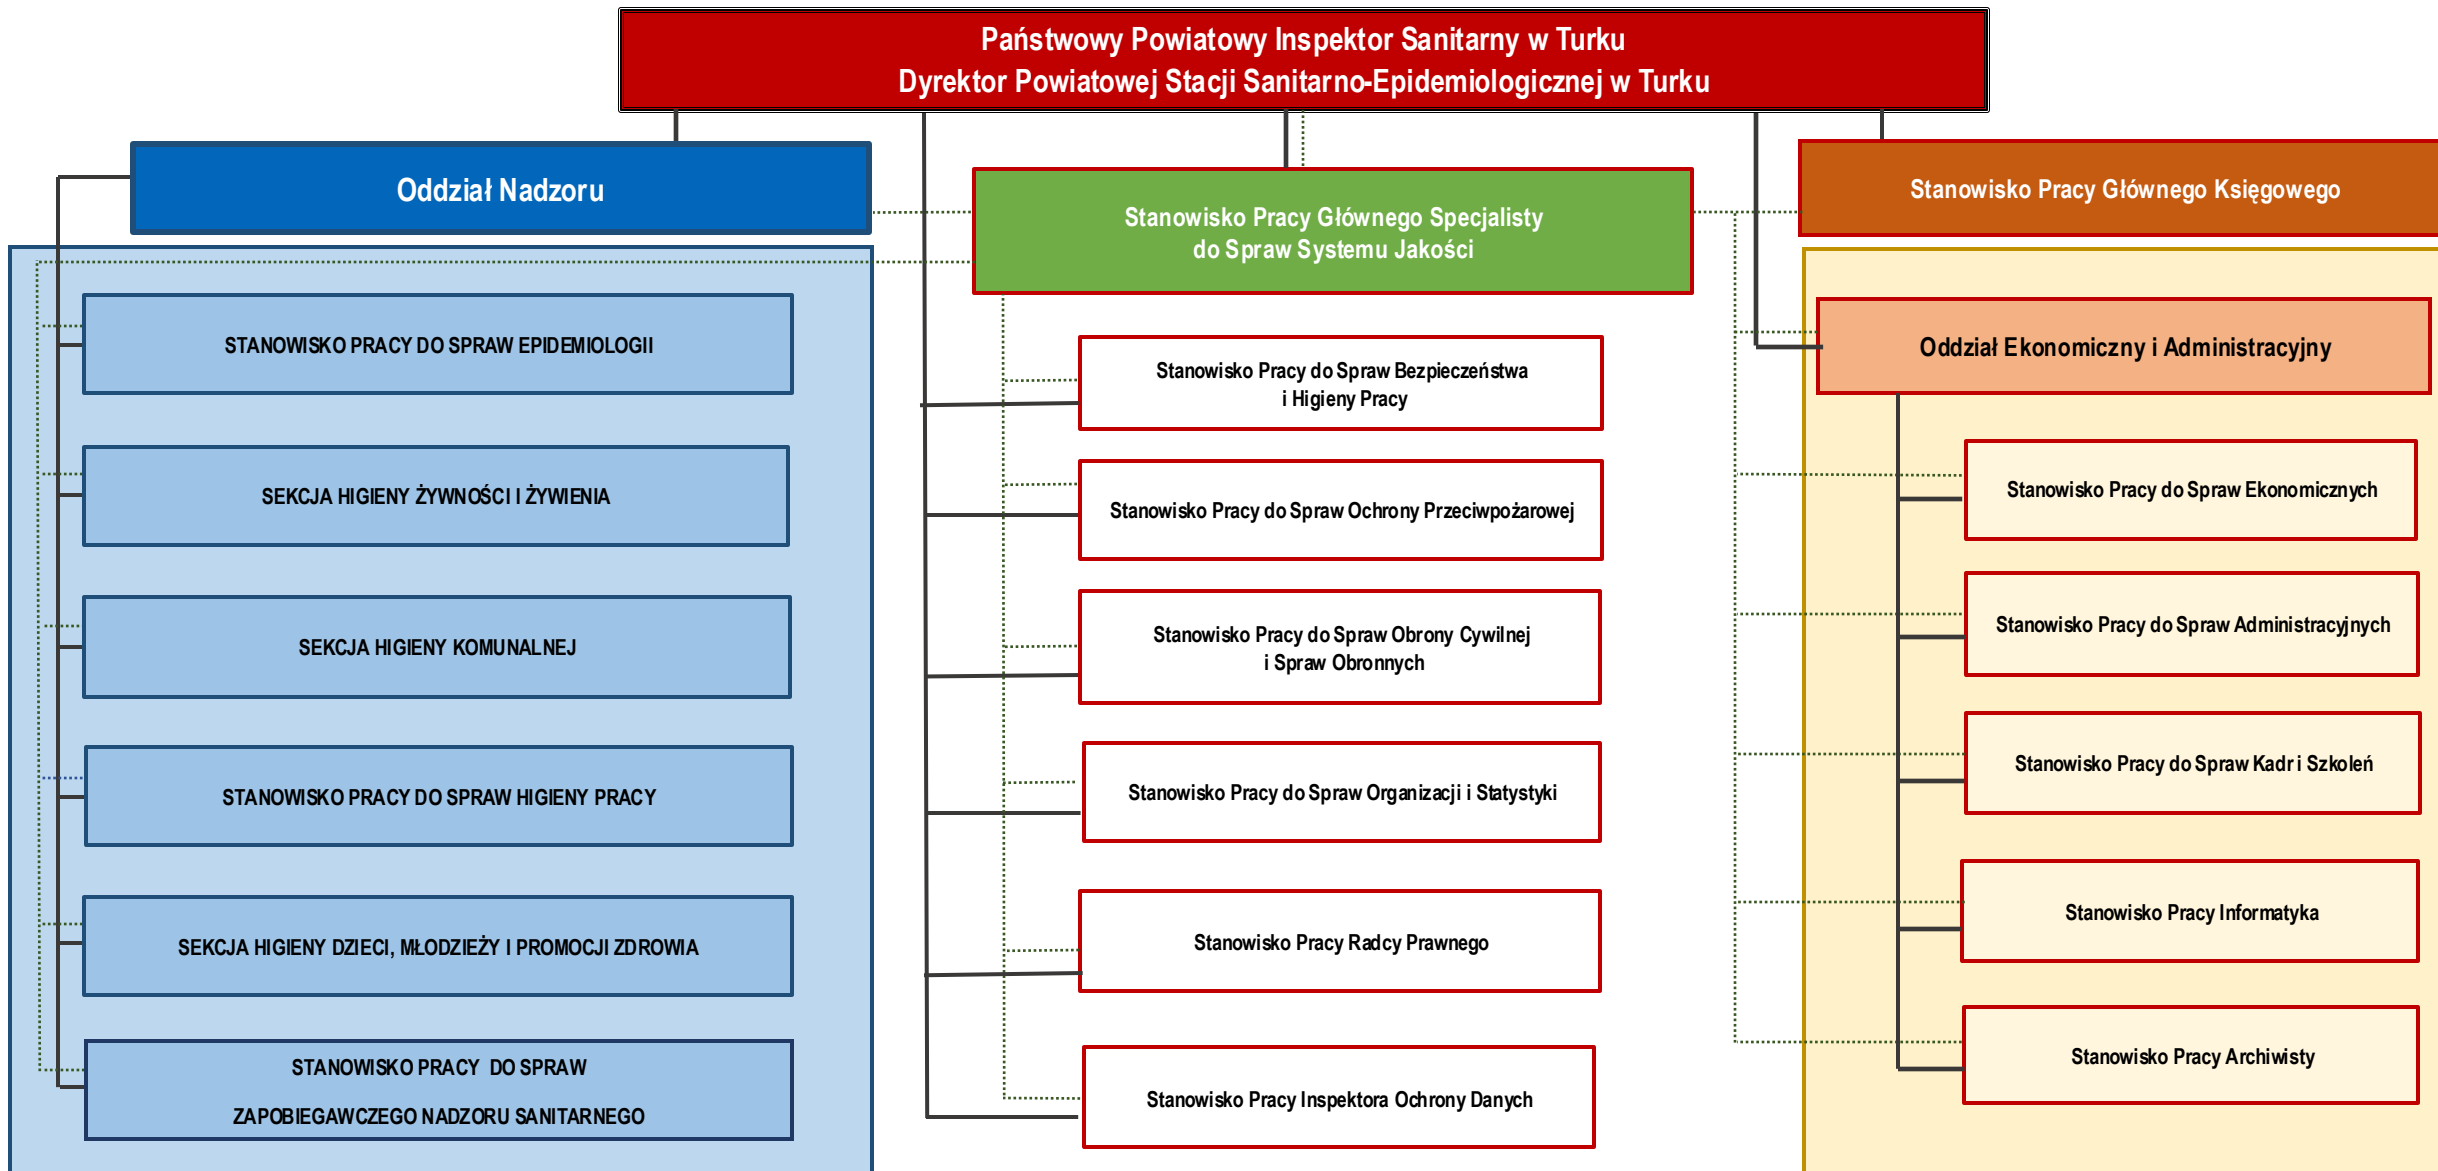 Państwowy Powiatowy Inspektor Sanitarny w Turku
Dyrektor Powiatowej Stacji Sanitarno-Epidemiologicznej w Turku
Oddział Nadzoru
Stanowisko Pracy Głównego Specjalisty
do Spraw Systemu Jakości
Stanowisko Pracy Głównego Księgowego
STANOWISKO PRACY DO SPRAW EPIDEMIOLOGII
SEKCJA HIGIENY ŻYWNOŚCI I ŻYWIENIA
SEKCJA HIGIENY KOMUNALNEJ
STANOWISKO PRACY DO SPRAW HIGIENY PRACY
SEKCJA HIGIENY DZIECI, MŁODZIEŻY I PROMOCJI ZDROWIA
STANOWISKO PRACY DO SPRAW
ZAPOBIEGAWCZEGO NADZORU SANITARNEGO
Stanowisko Pracy do Spraw Bezpieczeństwa
i Higieny Pracy
Stanowisko Pracy do Spraw Ochrony Przeciwpożarowej
Stanowisko Pracy do Spraw Obrony Cywilnej
i Spraw Obronnych
Stanowisko Pracy do Spraw Organizacji i Statystyki
Stanowisko Pracy Radcy Prawnego
Stanowisko Pracy Inspektora Ochrony Danych
Oddział Ekonomiczny i Administracyjny
Stanowisko Pracy do Spraw Ekonomicznych
Stanowisko Pracy do Spraw Administracyjnych
Stanowisko Pracy do Spraw Kadr i Szkoleń
Stanowisko Pracy Informatyka
Stanowisko Pracy Archiwisty